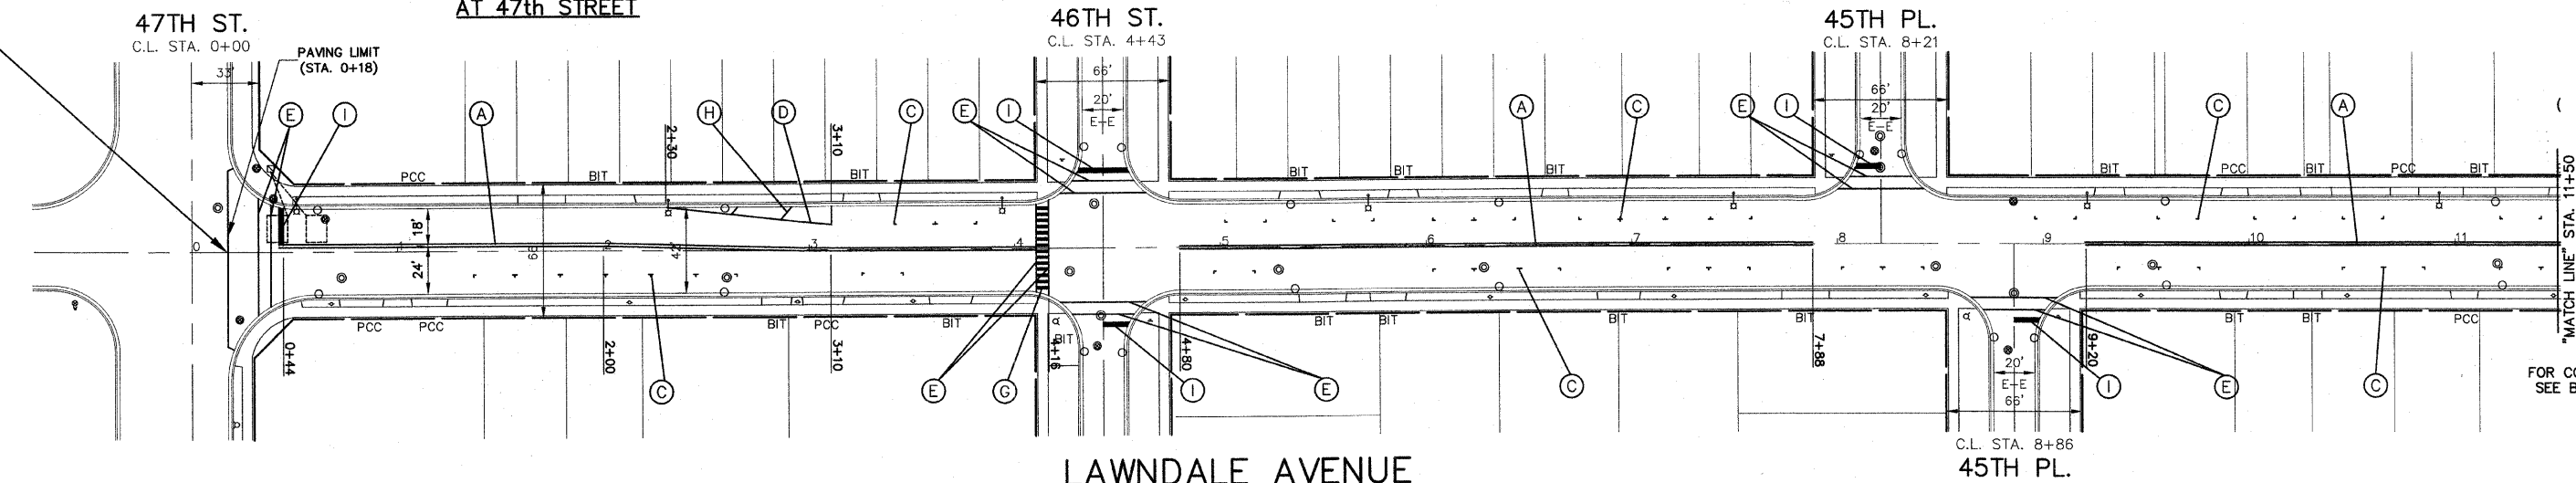 AT 47th STREET
47TH ST.
C.L. STA. 0+00
46TH ST.
C.L. STA. 4+43
45TH PL.
C.L. STA. 8+21
PAVING LIMIT
(STA. 0+18)
33'
66'
20'
E-E
66'
20'
E-E
E I A H D C E I A C E I C A
2+30
3+10
PCC BIT BIT BIT BIT BIT BIT PCC BIT PCC BIT
18'
24'
66'
42'
0 1 2 3 4 5 6 7 8 9 10 11
"MATCH LINE" STA. 11+50
PCC PCC BIT PCC BIT BIT BIT BIT BIT BIT BIT BIT PCC
0+44
2+00
3+10
4+16
4+80
7+88
9+20
C E G I E C I E C
20'
E-E
66'
FOR CO
SEE B
C.L. STA. 8+86
45TH PL.
LAWNDALE AVENUE